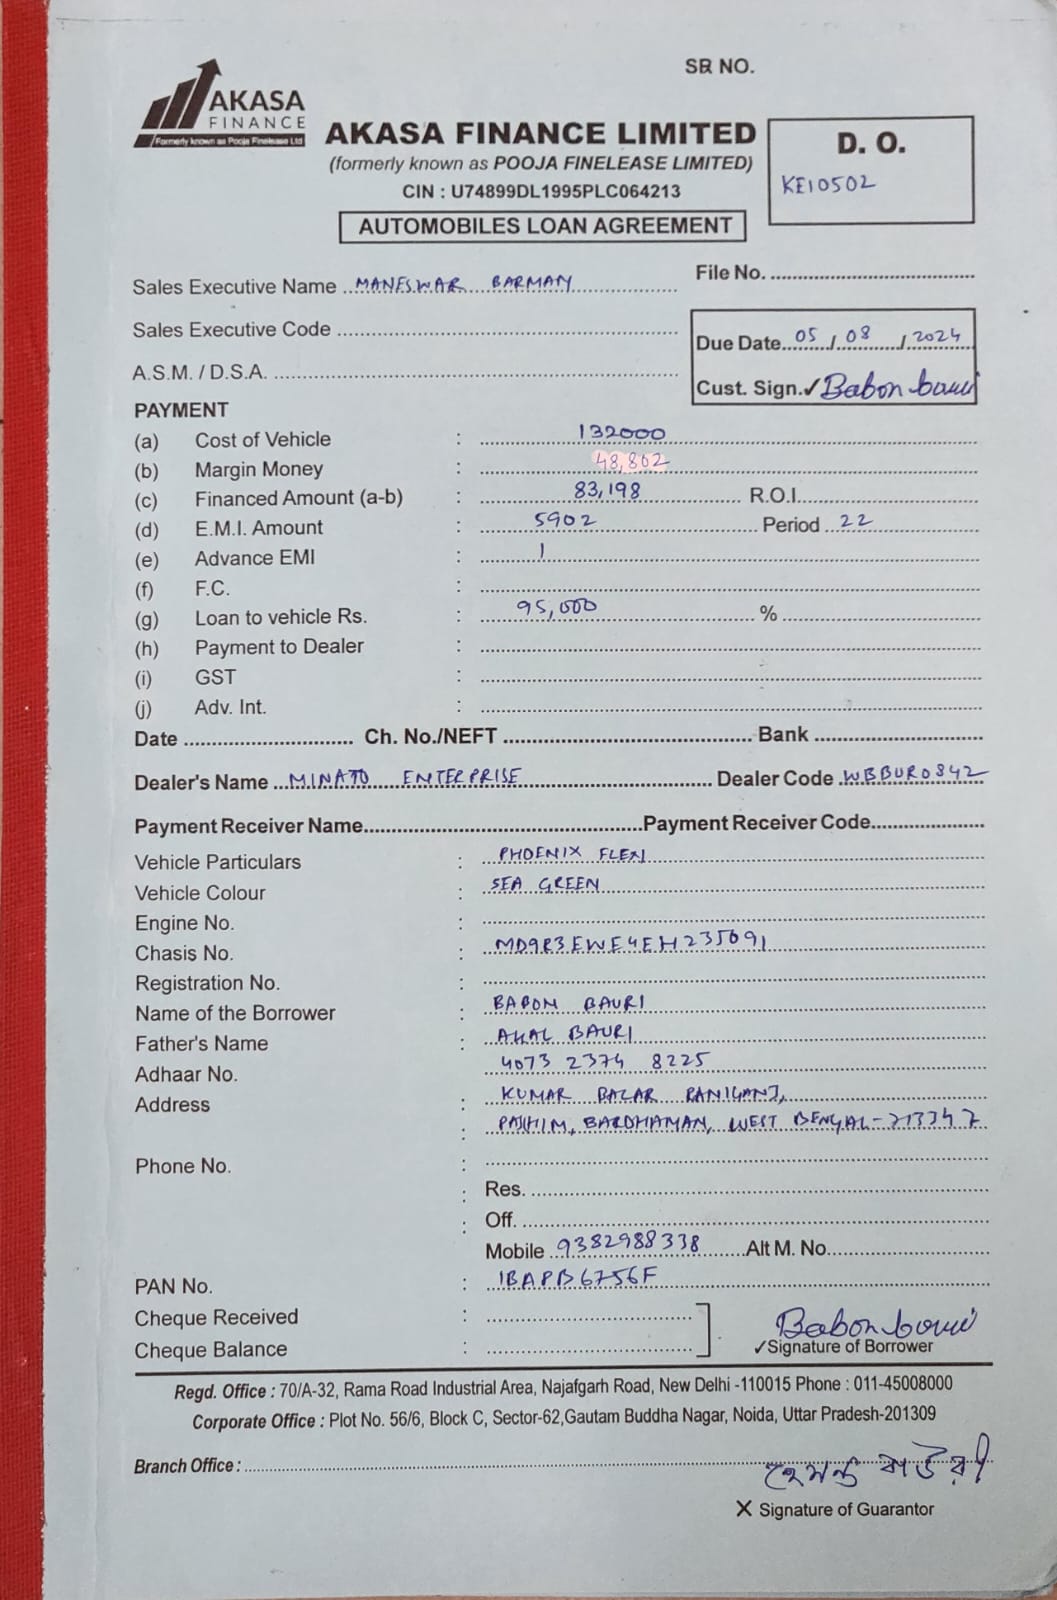 SR NO.
AKASA
FINANCE
Formerly known as Pooja Finelease Ltd
AKASA FINANCE LIMITED
(formerly known as POOJA FINELEASE LIMITED)
CIN : U74899DL1995PLC064213
AUTOMOBILES LOAN AGREEMENT
D. O.
KE10502
Sales Executive Name MANESWAR BARMAN
File No.
Sales Executive Code
Due Date 05 / 08 / 2024
A.S.M. / D.S.A.
Cust. Sign. ✓ Babon bauri
PAYMENT
(a) Cost of Vehicle : 132000
(b) Margin Money : 48,802
(c) Financed Amount (a-b) : 83,198 R.O.I.
(d) E.M.I. Amount : 5902 Period 22
(e) Advance EMI : 1
(f) F.C. :
(g) Loan to vehicle Rs. : 95,000 %
(h) Payment to Dealer :
(i) GST :
(j) Adv. Int. :
Date Ch. No./NEFT Bank
Dealer's Name MINATO ENTERPRISE Dealer Code WBBUR0842
Payment Receiver Name Payment Receiver Code
Vehicle Particulars : PHOENIX FLEXI
Vehicle Colour : SEA GREEN
Engine No. :
Chasis No. : MD9R3EWE4EH235091
Registration No. :
Name of the Borrower : BABON BAURI
Father's Name : AKAL BAURI
Adhaar No. : 4073 2374 8225
Address : KUMAR BAZAR RANIGANJ,
: PASHIM, BARDHAMAN, WEST BENGAL-713347
Phone No. :
: Res.
: Off.
Mobile 9382988338 Alt M. No.
PAN No. : IBAPB6756F
Cheque Received :
Cheque Balance :
Babon bauri
✓Signature of Borrower
Regd. Office : 70/A-32, Rama Road Industrial Area, Najafgarh Road, New Delhi -110015 Phone : 011-45008000
Corporate Office : Plot No. 56/6, Block C, Sector-62,Gautam Buddha Nagar, Noida, Uttar Pradesh-201309
Branch Office :
হেমন্ত বাউরী
X Signature of Guarantor